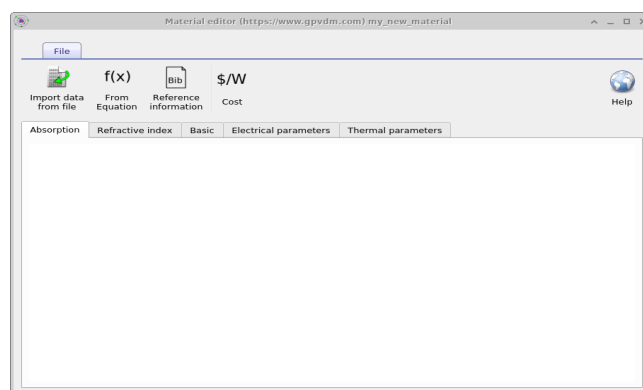 Material editor (https://www.gpvdm.com) my_new_material
File
f(x) Bib $/W
Import data From Reference Cost Help
from file Equation information
Absorption Refractive index Basic Electrical parameters Thermal parameters